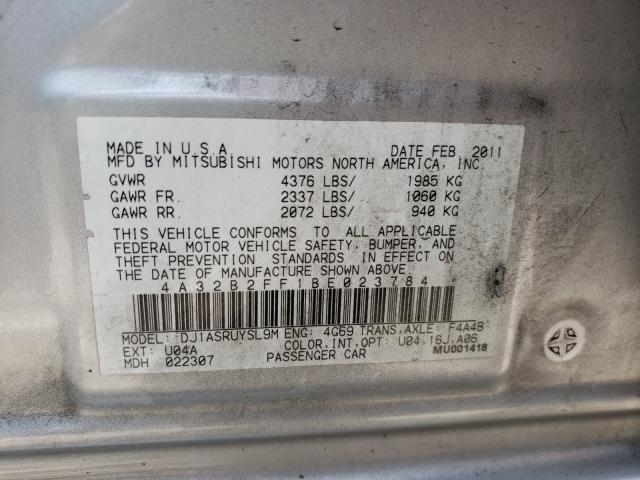 MADE IN U.S.A. DATE FEB 2011
MFD BY MITSUBISHI MOTORS NORTH AMERICA, INC.
GVWR 4376 LBS/ 1985 KG
GAWR FR. 2337 LBS/ 1060 KG
GAWR RR. 2072 LBS/ 940 KG
THIS VEHICLE CONFORMS TO ALL APPLICABLE
FEDERAL MOTOR VEHICLE SAFETY, BUMPER, AND
THEFT PREVENTION STANDARDS IN EFFECT ON
THE DATE OF MANUFACTURE SHOWN ABOVE.
4A32B2FF1BE023784
MODEL: DJ1ASRUYSL9M ENG: 4G69 TRANS.AXLE: F4A4B
EXT: U04A COLOR.INT.OPT: U04.16J.A06
MDH 022307 PASSENGER CAR MU001418